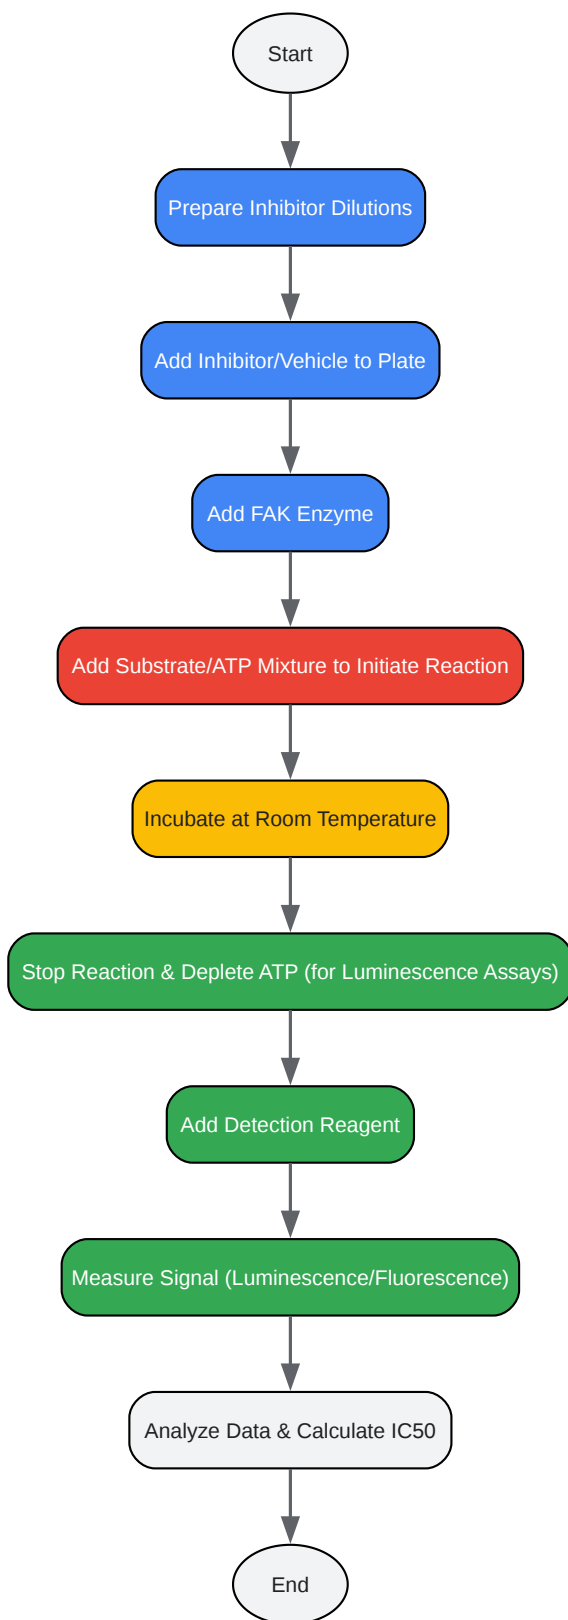 Start
Prepare Inhibitor Dilutions
Add Inhibitor/Vehicle to Plate
Add FAK Enzyme
Add Substrate/ATP Mixture to Initiate Reaction
Incubate at Room Temperature
Stop Reaction & Deplete ATP (for Luminescence Assays)
Add Detection Reagent
Measure Signal (Luminescence/Fluorescence)
Analyze Data & Calculate IC50
End